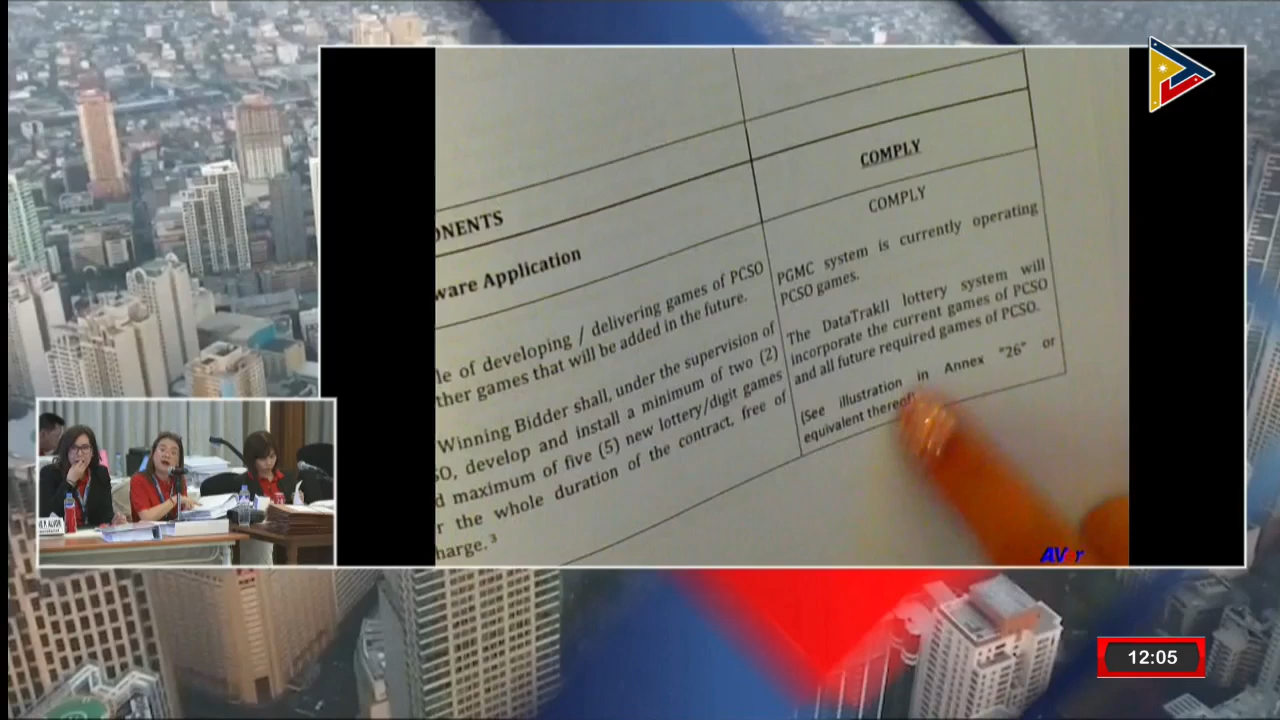 COMPLY
ONENTS
COMPLY
ware Application
PGMC system is currently operating
PCSO games.
le of developing / delivering games of PCSO
ther games that will be added in the future.
The DataTrakII lottery system will
incorporate the current games of PCSO
and all future required games of PCSO.
Winning Bidder shall, under the supervision of
SO, develop and install a minimum of two (2)
d maximum of five (5) new lottery/digit games
r the whole duration of the contract, free of
harge.³
(See illustration in Annex "26" or
equivalent thereof
AVer
P. ALVOR
12:05